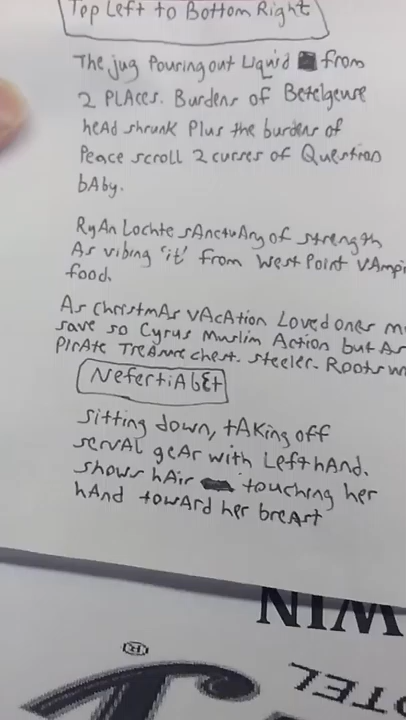 Top Left to Bottom Right
The jug Pouring out Liquid from
2 PLAces. Burdens of Betelgeuse
head shrunk Plus the burdens of
Peace scroll 2 curses of Question
bAby.
RyAn Lochte sAnctuAry of strength
As vibing 'it' from West Point VAmpi
food.
As ChristmAs VAcAtion Loved ones m
save so Cyrus Muslim Action but As
PirAte TreAsure chest. steeler. Roots w
NefertiAbEt
sitting down, tAking off
servAL geAr with Left hAnd.
shows hAir touching her
hAnd towArd her breAst
WIN
TEL
®